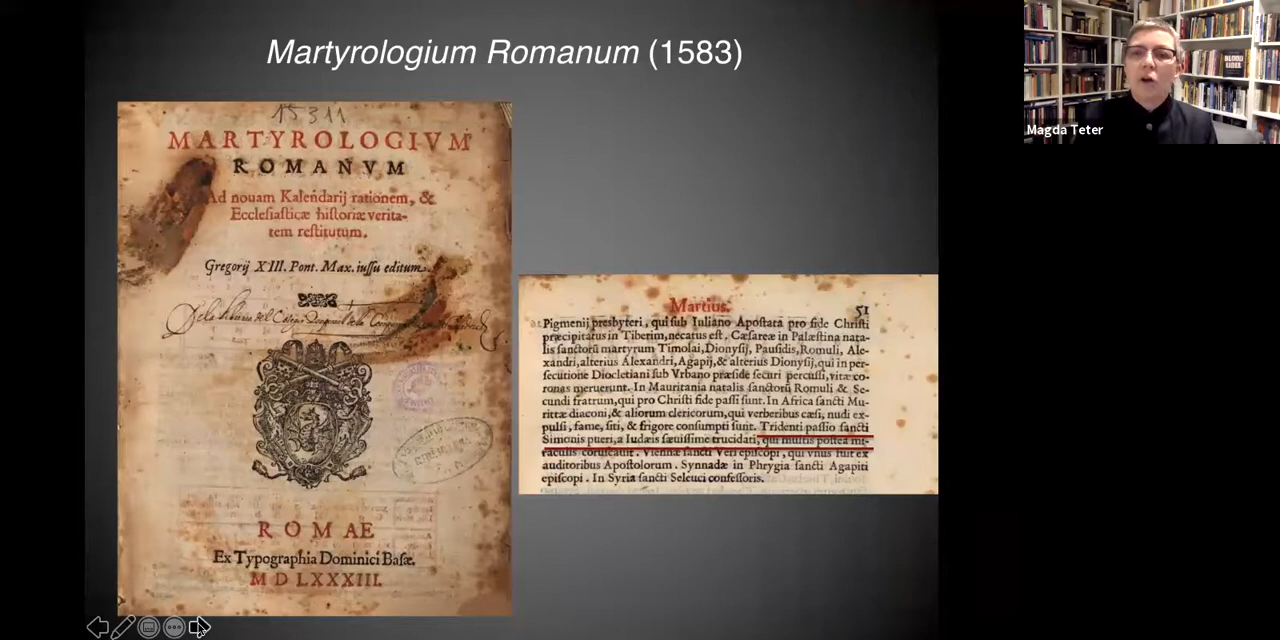 Martyrologium Romanum (1583)
15311
MARTYROLOGIVM
ROMANVM
Ad nouam Kalendarij rationem, &
Ecclesiasticæ historiæ verita-
tem restitutum.
Gregorij XIII. Pont. Max. iussu editum.
ROMAE
Ex Typographia Dominici Basæ.
MDLXXXIII.
Martius. 51
Pigmenij presbyteri, qui sub Iuliano Apostata pro fide Christi
præcipitatus in Tiberim, necatus est. Cæsareæ in Palæstina nata-
lis sanctorū martyrum Timolai, Dionysij, Pausidis, Romuli, Ale-
xandri, alterius Alexandri, Agapij, & alterius Dionysij, qui in per-
secutione Diocletiani sub Vrbano præside securi percussi, vitæ co-
ronas meruerunt. In Mauritania natalis sanctorū Romuli & Se-
cundi fratrum, qui pro Christi fide passi sunt. In Africa sancti Mu-
rittæ diaconi, & aliorum clericorum, qui verberibus cæsi, nudi ex-
pulsi, fame, siti, & frigore consumpti sunt. Tridenti passio sancti
Simonis pueri, a Iudæis sæuissime trucidati, qui multis postea mi-
raculis coruscauit. Viennæ sancti Veri episcopi, qui vnus fuit ex
auditoribus Apostolorum. Synnadæ in Phrygia sancti Agapiti
episcopi. In Syria sancti Seleuci confessoris.
BLOOD
LIBEL
Magda Teter